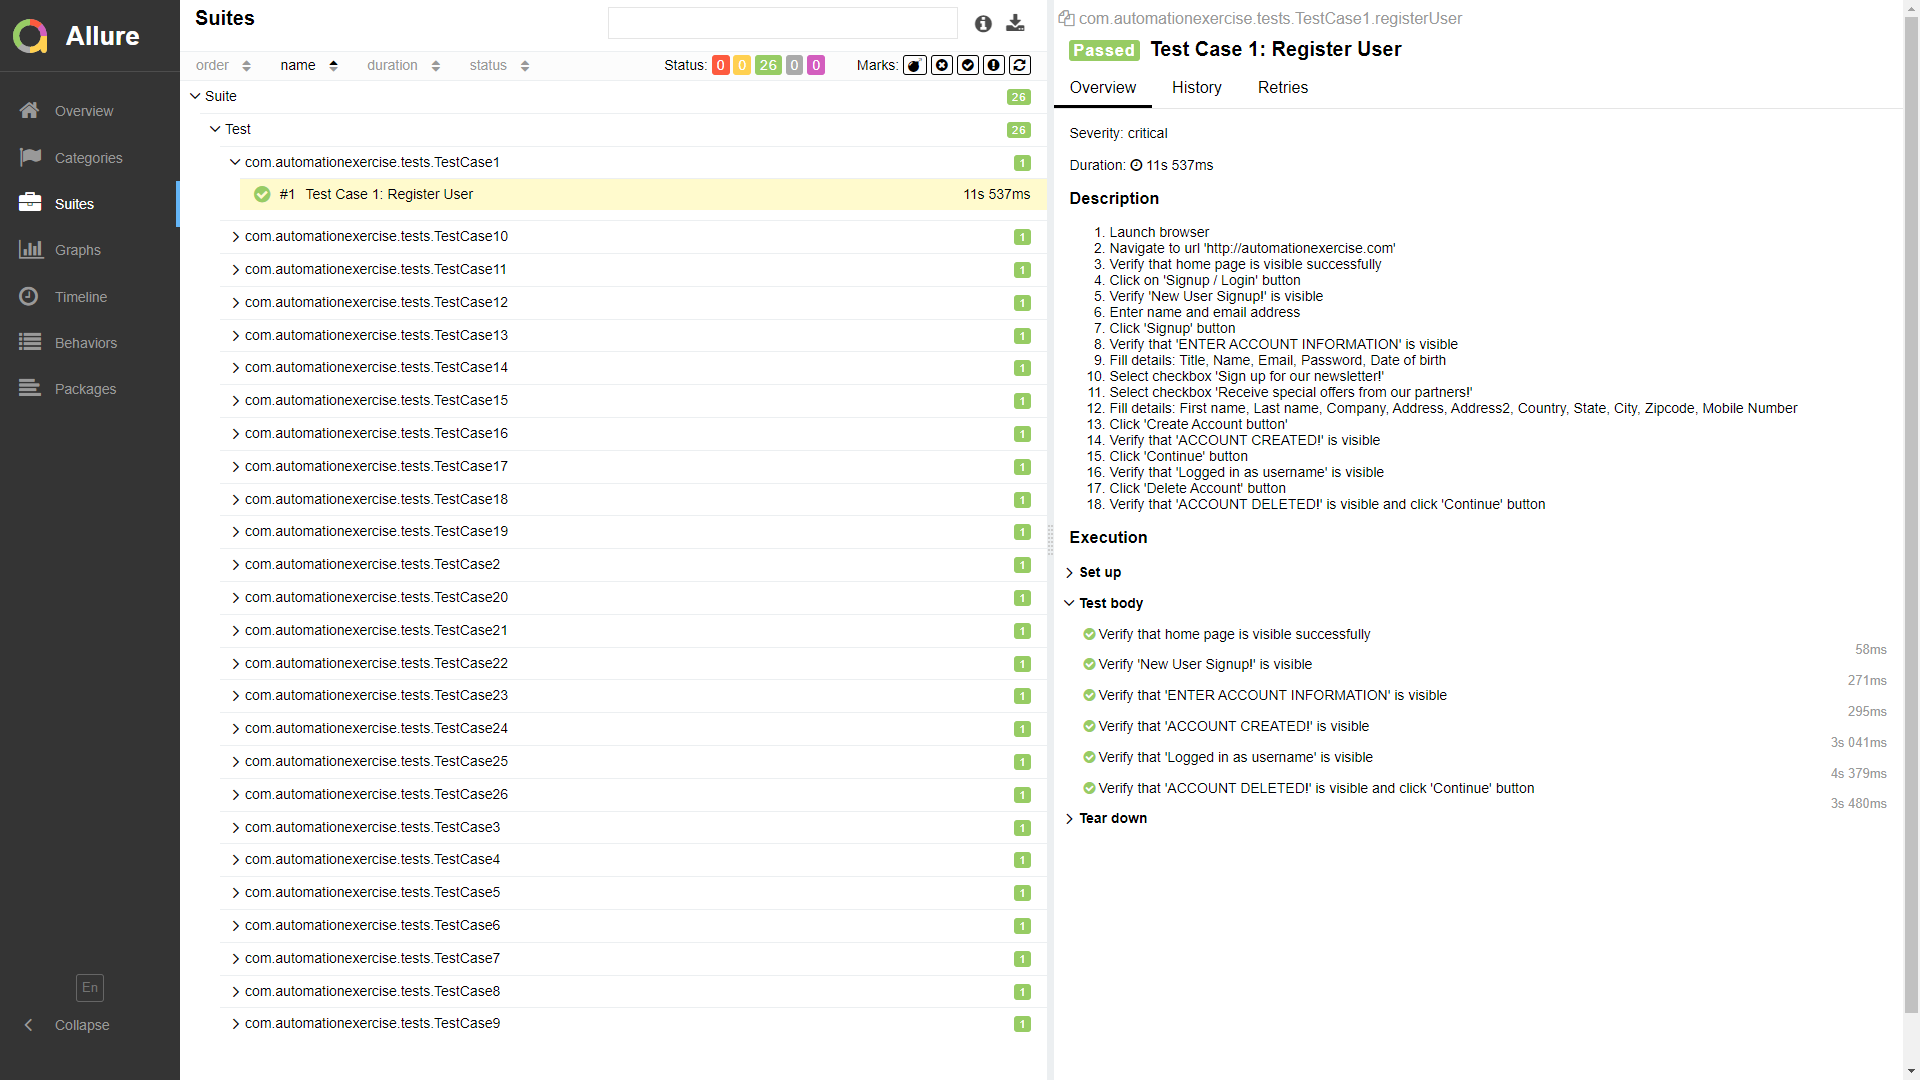 Allure
Overview
Categories
Suites
Graphs
Timeline
Behaviors
Packages
En
Collapse
Suites
order name duration status Status: 0 0 26 0 0 Marks:
Suite 26
Test 26
com.automationexercise.tests.TestCase1 1
#1 Test Case 1: Register User 11s 537ms
com.automationexercise.tests.TestCase10 1
com.automationexercise.tests.TestCase11 1
com.automationexercise.tests.TestCase12 1
com.automationexercise.tests.TestCase13 1
com.automationexercise.tests.TestCase14 1
com.automationexercise.tests.TestCase15 1
com.automationexercise.tests.TestCase16 1
com.automationexercise.tests.TestCase17 1
com.automationexercise.tests.TestCase18 1
com.automationexercise.tests.TestCase19 1
com.automationexercise.tests.TestCase2 1
com.automationexercise.tests.TestCase20 1
com.automationexercise.tests.TestCase21 1
com.automationexercise.tests.TestCase22 1
com.automationexercise.tests.TestCase23 1
com.automationexercise.tests.TestCase24 1
com.automationexercise.tests.TestCase25 1
com.automationexercise.tests.TestCase26 1
com.automationexercise.tests.TestCase3 1
com.automationexercise.tests.TestCase4 1
com.automationexercise.tests.TestCase5 1
com.automationexercise.tests.TestCase6 1
com.automationexercise.tests.TestCase7 1
com.automationexercise.tests.TestCase8 1
com.automationexercise.tests.TestCase9 1
com.automationexercise.tests.TestCase1.registerUser
Passed Test Case 1: Register User
Overview History Retries
Severity: critical
Duration: 11s 537ms
Description
1. Launch browser
2. Navigate to url 'http://automationexercise.com'
3. Verify that home page is visible successfully
4. Click on 'Signup / Login' button
5. Verify 'New User Signup!' is visible
6. Enter name and email address
7. Click 'Signup' button
8. Verify that 'ENTER ACCOUNT INFORMATION' is visible
9. Fill details: Title, Name, Email, Password, Date of birth
10. Select checkbox 'Sign up for our newsletter!'
11. Select checkbox 'Receive special offers from our partners!'
12. Fill details: First name, Last name, Company, Address, Address2, Country, State, City, Zipcode, Mobile Number
13. Click 'Create Account button'
14. Verify that 'ACCOUNT CREATED!' is visible
15. Click 'Continue' button
16. Verify that 'Logged in as username' is visible
17. Click 'Delete Account' button
18. Verify that 'ACCOUNT DELETED!' is visible and click 'Continue' button
Execution
Set up
Test body
Verify that home page is visible successfully
58ms
Verify 'New User Signup!' is visible
271ms
Verify that 'ENTER ACCOUNT INFORMATION' is visible
295ms
Verify that 'ACCOUNT CREATED!' is visible
3s 041ms
Verify that 'Logged in as username' is visible
4s 379ms
Verify that 'ACCOUNT DELETED!' is visible and click 'Continue' button
3s 480ms
Tear down